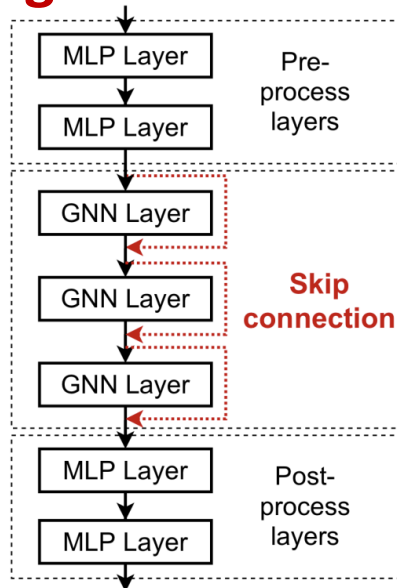 g
MLP Layer
Pre-
process
layers
MLP Layer
GNN Layer
GNN Layer
Skip
connection
GNN Layer
MLP Layer
Post-
process
layers
MLP Layer